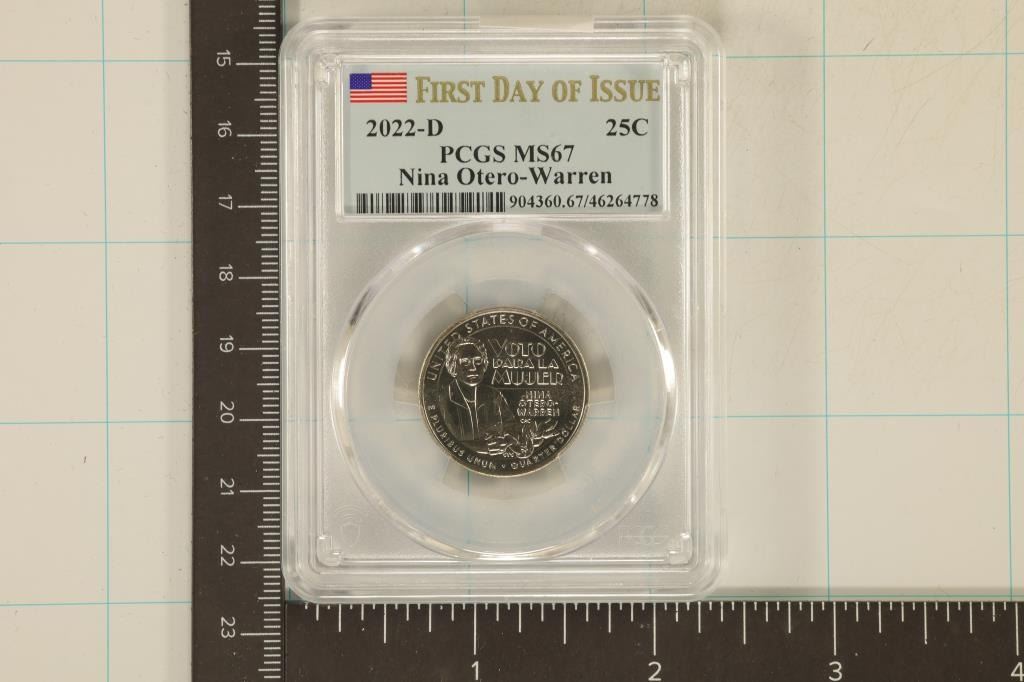 FIRST DAY OF ISSUE
2022-D 25C
PCGS MS67
Nina Otero-Warren
904360.67/46264778
UNITED STATES OF AMERICA
VOTO
PARA LA
MUJER
NINA
OTERO-
WARREN
E PLURIBUS UNUM • QUARTER DOLLAR
15
16
17
18
19
20
21
22
23
1 2 3 4